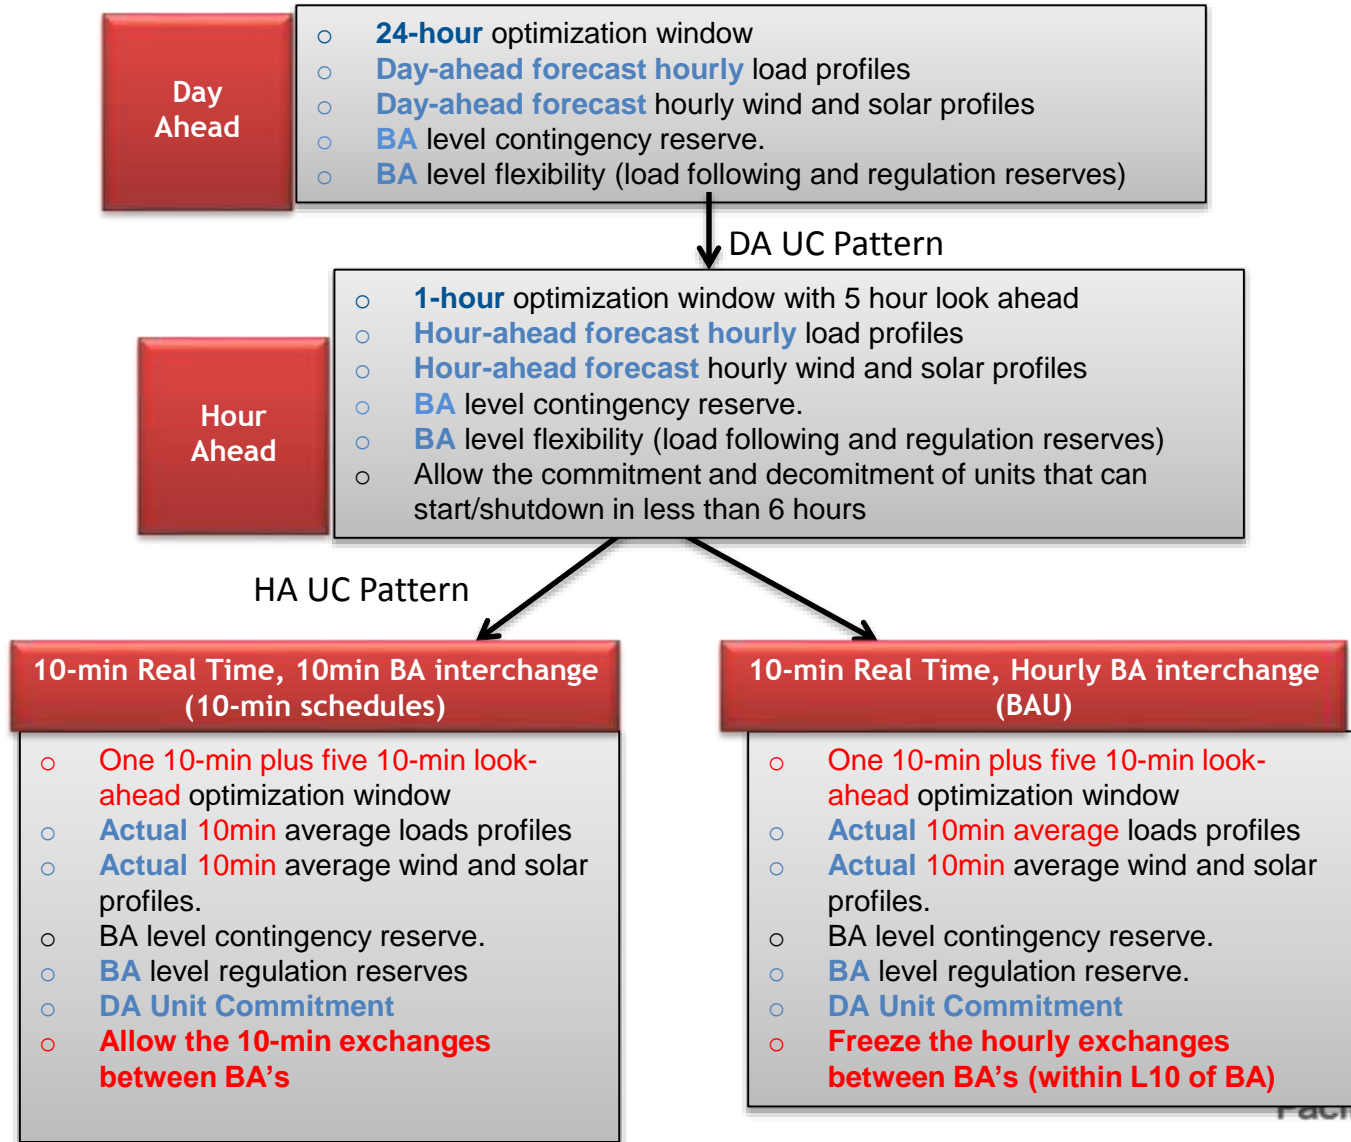 Day
Ahead
o 24-hour optimization window
o Day-ahead forecast hourly load profiles
o Day-ahead forecast hourly wind and solar profiles
o BA level contingency reserve.
o BA level flexibility (load following and regulation reserves)
DA UC Pattern
Hour
Ahead
o 1-hour optimization window with 5 hour look ahead
o Hour-ahead forecast hourly load profiles
o Hour-ahead forecast hourly wind and solar profiles
o BA level contingency reserve.
o BA level flexibility (load following and regulation reserves)
o Allow the commitment and decomitment of units that can
start/shutdown in less than 6 hours
HA UC Pattern
10-min Real Time, 10min BA interchange
(10-min schedules)
o One 10-min plus five 10-min look-
ahead optimization window
o Actual 10min average loads profiles
o Actual 10min average wind and solar
profiles.
o BA level contingency reserve.
o BA level regulation reserves
o DA Unit Commitment
o Allow the 10-min exchanges
between BA’s
10-min Real Time, Hourly BA interchange
(BAU)
o One 10-min plus five 10-min look-
ahead optimization window
o Actual 10min average loads profiles
o Actual 10min average wind and solar
profiles.
o BA level contingency reserve.
o BA level regulation reserve.
o DA Unit Commitment
o Freeze the hourly exchanges
between BA’s (within L10 of BA)